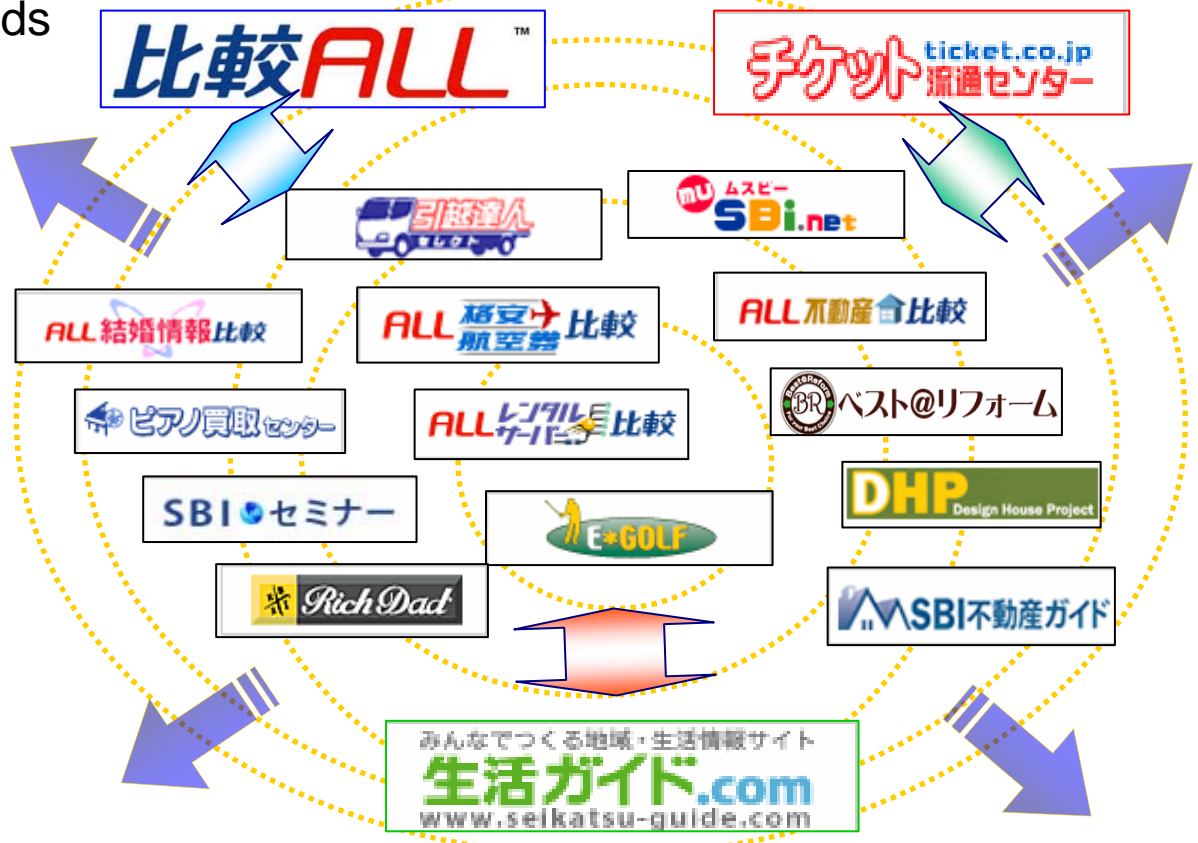 ds
比較ALL™
チケット流通センター
ticket.co.jp
引越達人
セレクト
mu ムスビー
SBi.net
ALL結婚情報比較
ALL格安航空券比較
ALL不動産比較
ピアノ買取センター
ALLレンタルサーバー比較
BR
ベスト@リフォーム
SBIセミナー
E*GOLF
DHP
Design House Project
Rich Dad
SBI不動産ガイド
みんなでつくる地域・生活情報サイト
生活ガイド.com
www.seikatsu-guide.com